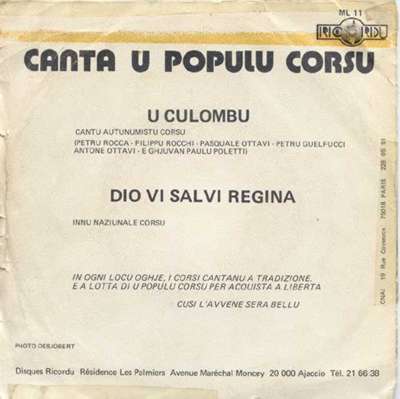 ML 11
RICORDU
CANTA U POPULU CORSU
U CULOMBU
CANTU AUTUNUMISTU CORSU
(PETRU ROCCA - FILIPPU ROCCHI - PASQUALE OTTAVI - PETRU GUELFUCCI
ANTONE OTTAVI - E GHJUVAN PAULU POLETTI)
DIO VI SALVI REGINA
INNU NAZIUNALE CORSU
IN OGNI LOCU OGHJE, I CORSI CANTANU A TRADIZIONE,
E A LOTTA DI U POPULU CORSU PER ACQUISTA A LIBERTA
CUSI L'AVVENE SERA BELLU
PHOTO DEBJOBERT
Disques Ricordu Résidence Les Palmiers Avenue Maréchal Moncey 20 000 Ajaccio Tél. 21 66 38
75018 PARIS